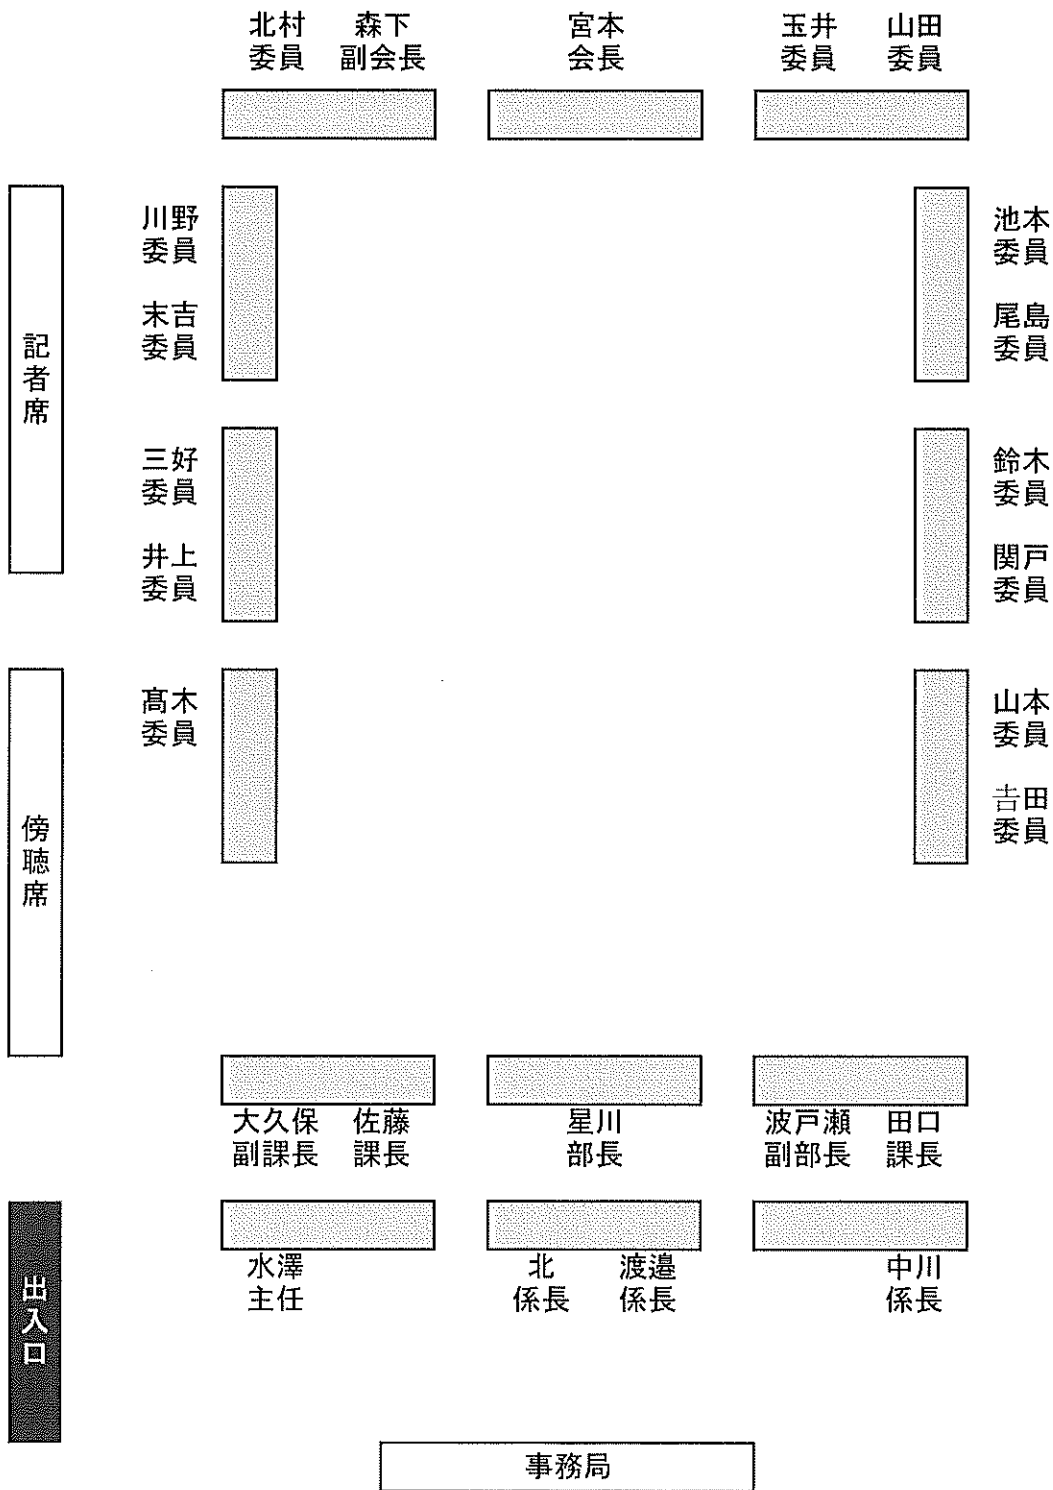 北村 森下 宮本 玉井 山田
委員 副会長 会長 委員 委員
川野
委員
末吉
委員
三好
委員
井上
委員
髙木
委員
池本
委員
尾島
委員
鈴木
委員
関戸
委員
山本
委員
𠮷田
委員
記者席
傍聴席
大久保 佐藤 星川 波戸瀬 田口
副課長 課長 部長 副部長 課長
水澤 北 渡邉 中川
主任 係長 係長 係長
出入口
事務局